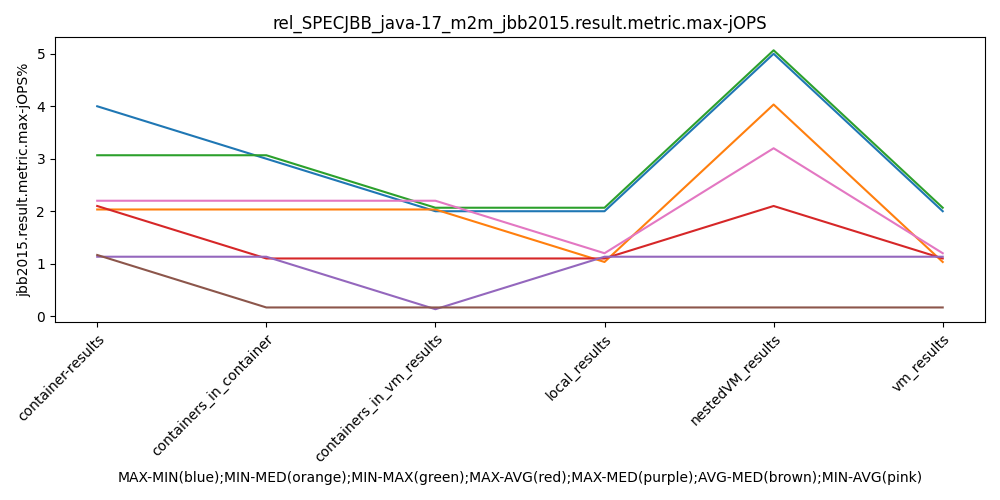 rel_SPECJBB_java-17_m2m_jbb2015.result.metric.max-jOPS
jbb2015.result.metric.max-jOPS%
5
4
3
2
1
0
container-results
containers_in_container
containers_in_vm_results
local_results
nestedVM_results
vm_results
MAX-MIN(blue);MIN-MED(orange);MIN-MAX(green);MAX-AVG(red);MAX-MED(purple);AVG-MED(brown);MIN-AVG(pink)